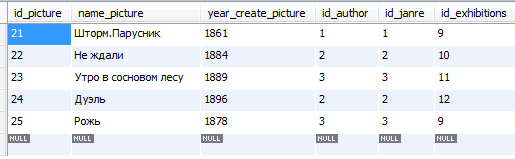 id_picture name_picture year_create_picture id_author id_janre id_exhibitions
21 Шторм.Парусник 1861 1 1 9
22 Не ждали 1884 2 2 10
23 Утро в сосновом лесу 1889 3 3 11
24 Дуэль 1896 2 2 12
25 Рожь 1878 3 3 9
NULL NULL NULL NULL NULL NULL